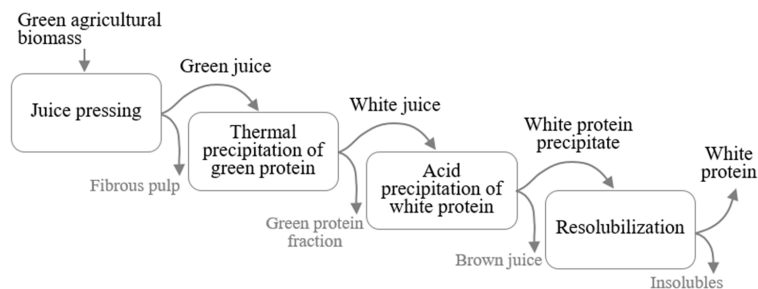 Green agricultural
biomass
Juice pressing
Green juice
Fibrous pulp
Thermal
precipitation of
green protein
White juice
Green protein
fraction
Acid
precipitation of
white protein
White protein
precipitate
Brown juice
Resolubilization
White
protein
Insolubles